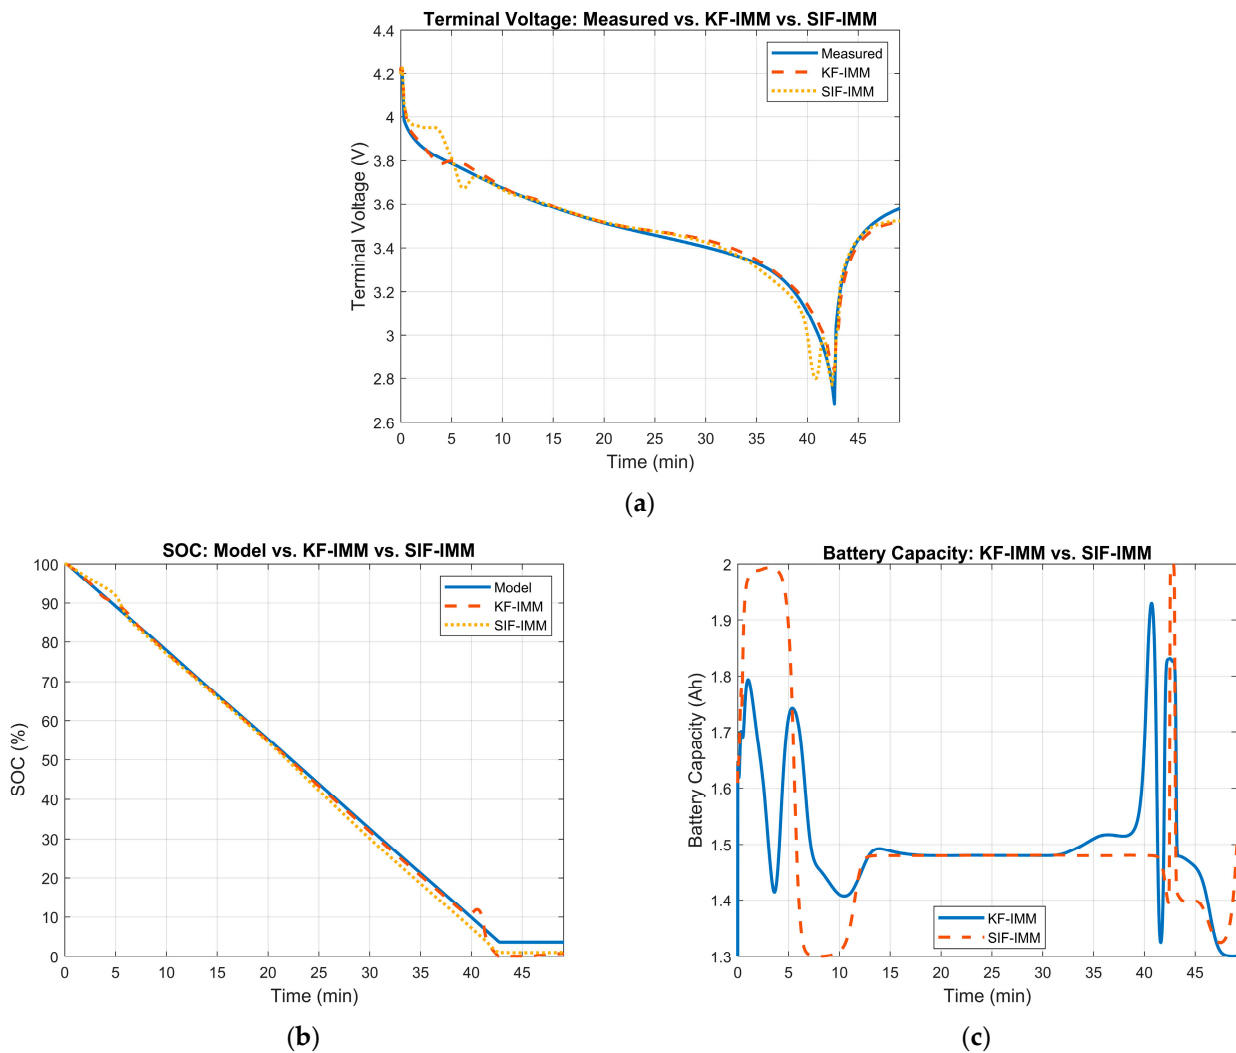 Terminal Voltage: Measured vs. KF-IMM vs. SIF-IMM
4.4
4.2
4
3.8
3.6
3.4
3.2
3
2.8
2.6
Terminal Voltage (V)
Measured
KF-IMM
SIF-IMM
0 5 10 15 20 25 30 35 40 45
Time (min)
(a)
SOC: Model vs. KF-IMM vs. SIF-IMM
100
90
80
70
60
50
40
30
20
10
0
SOC (%)
Model
KF-IMM
SIF-IMM
0 5 10 15 20 25 30 35 40 45
Time (min)
(b)
Battery Capacity: KF-IMM vs. SIF-IMM
2
1.9
1.8
1.7
1.6
1.5
1.4
1.3
Battery Capacity (Ah)
KF-IMM
SIF-IMM
0 5 10 15 20 25 30 35 40 45
Time (min)
(c)